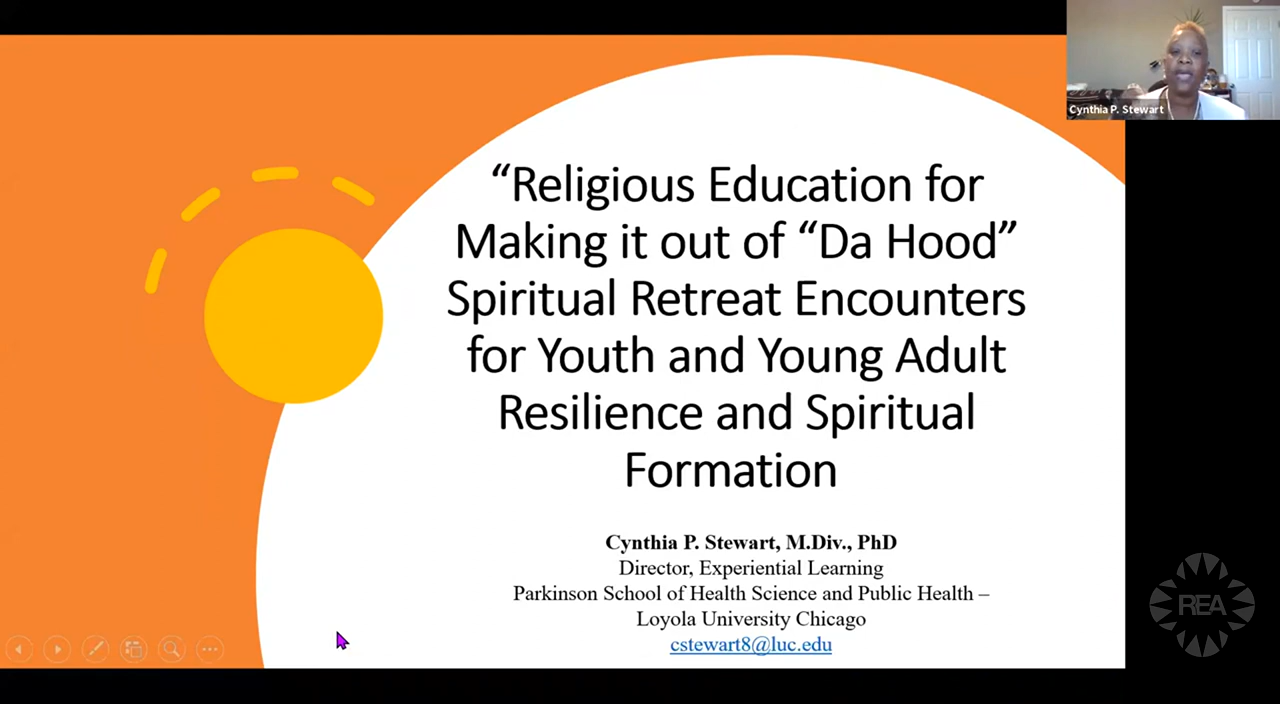 Cynthia P. Stewart
“Religious Education for
Making it out of “Da Hood”
Spiritual Retreat Encounters
for Youth and Young Adult
Resilience and Spiritual
Formation
Cynthia P. Stewart, M.Div., PhD
Director, Experiential Learning
Parkinson School of Health Science and Public Health –
Loyola University Chicago
cstewart8@luc.edu
REA